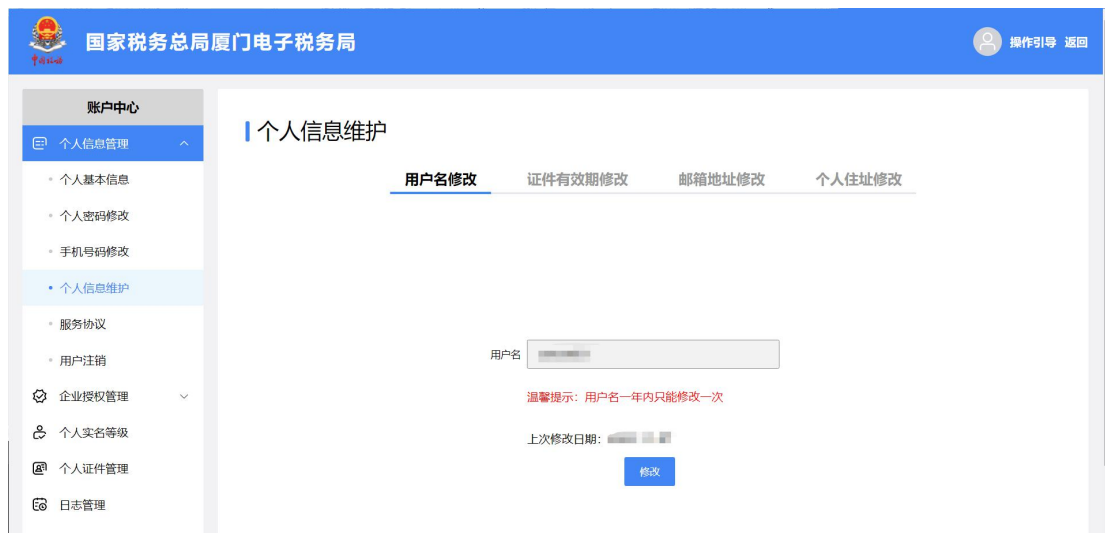 国家税务总局厦门电子税务局
操作引导 返回
账户中心
个人信息管理
个人基本信息
个人密码修改
手机号码修改
个人信息维护
服务协议
用户注销
企业授权管理
个人实名等级
个人证件管理
日志管理
个人信息维护
用户名修改 证件有效期修改 邮箱地址修改 个人住址修改
用户名
温馨提示：用户名一年内只能修改一次
上次修改日期：
修改